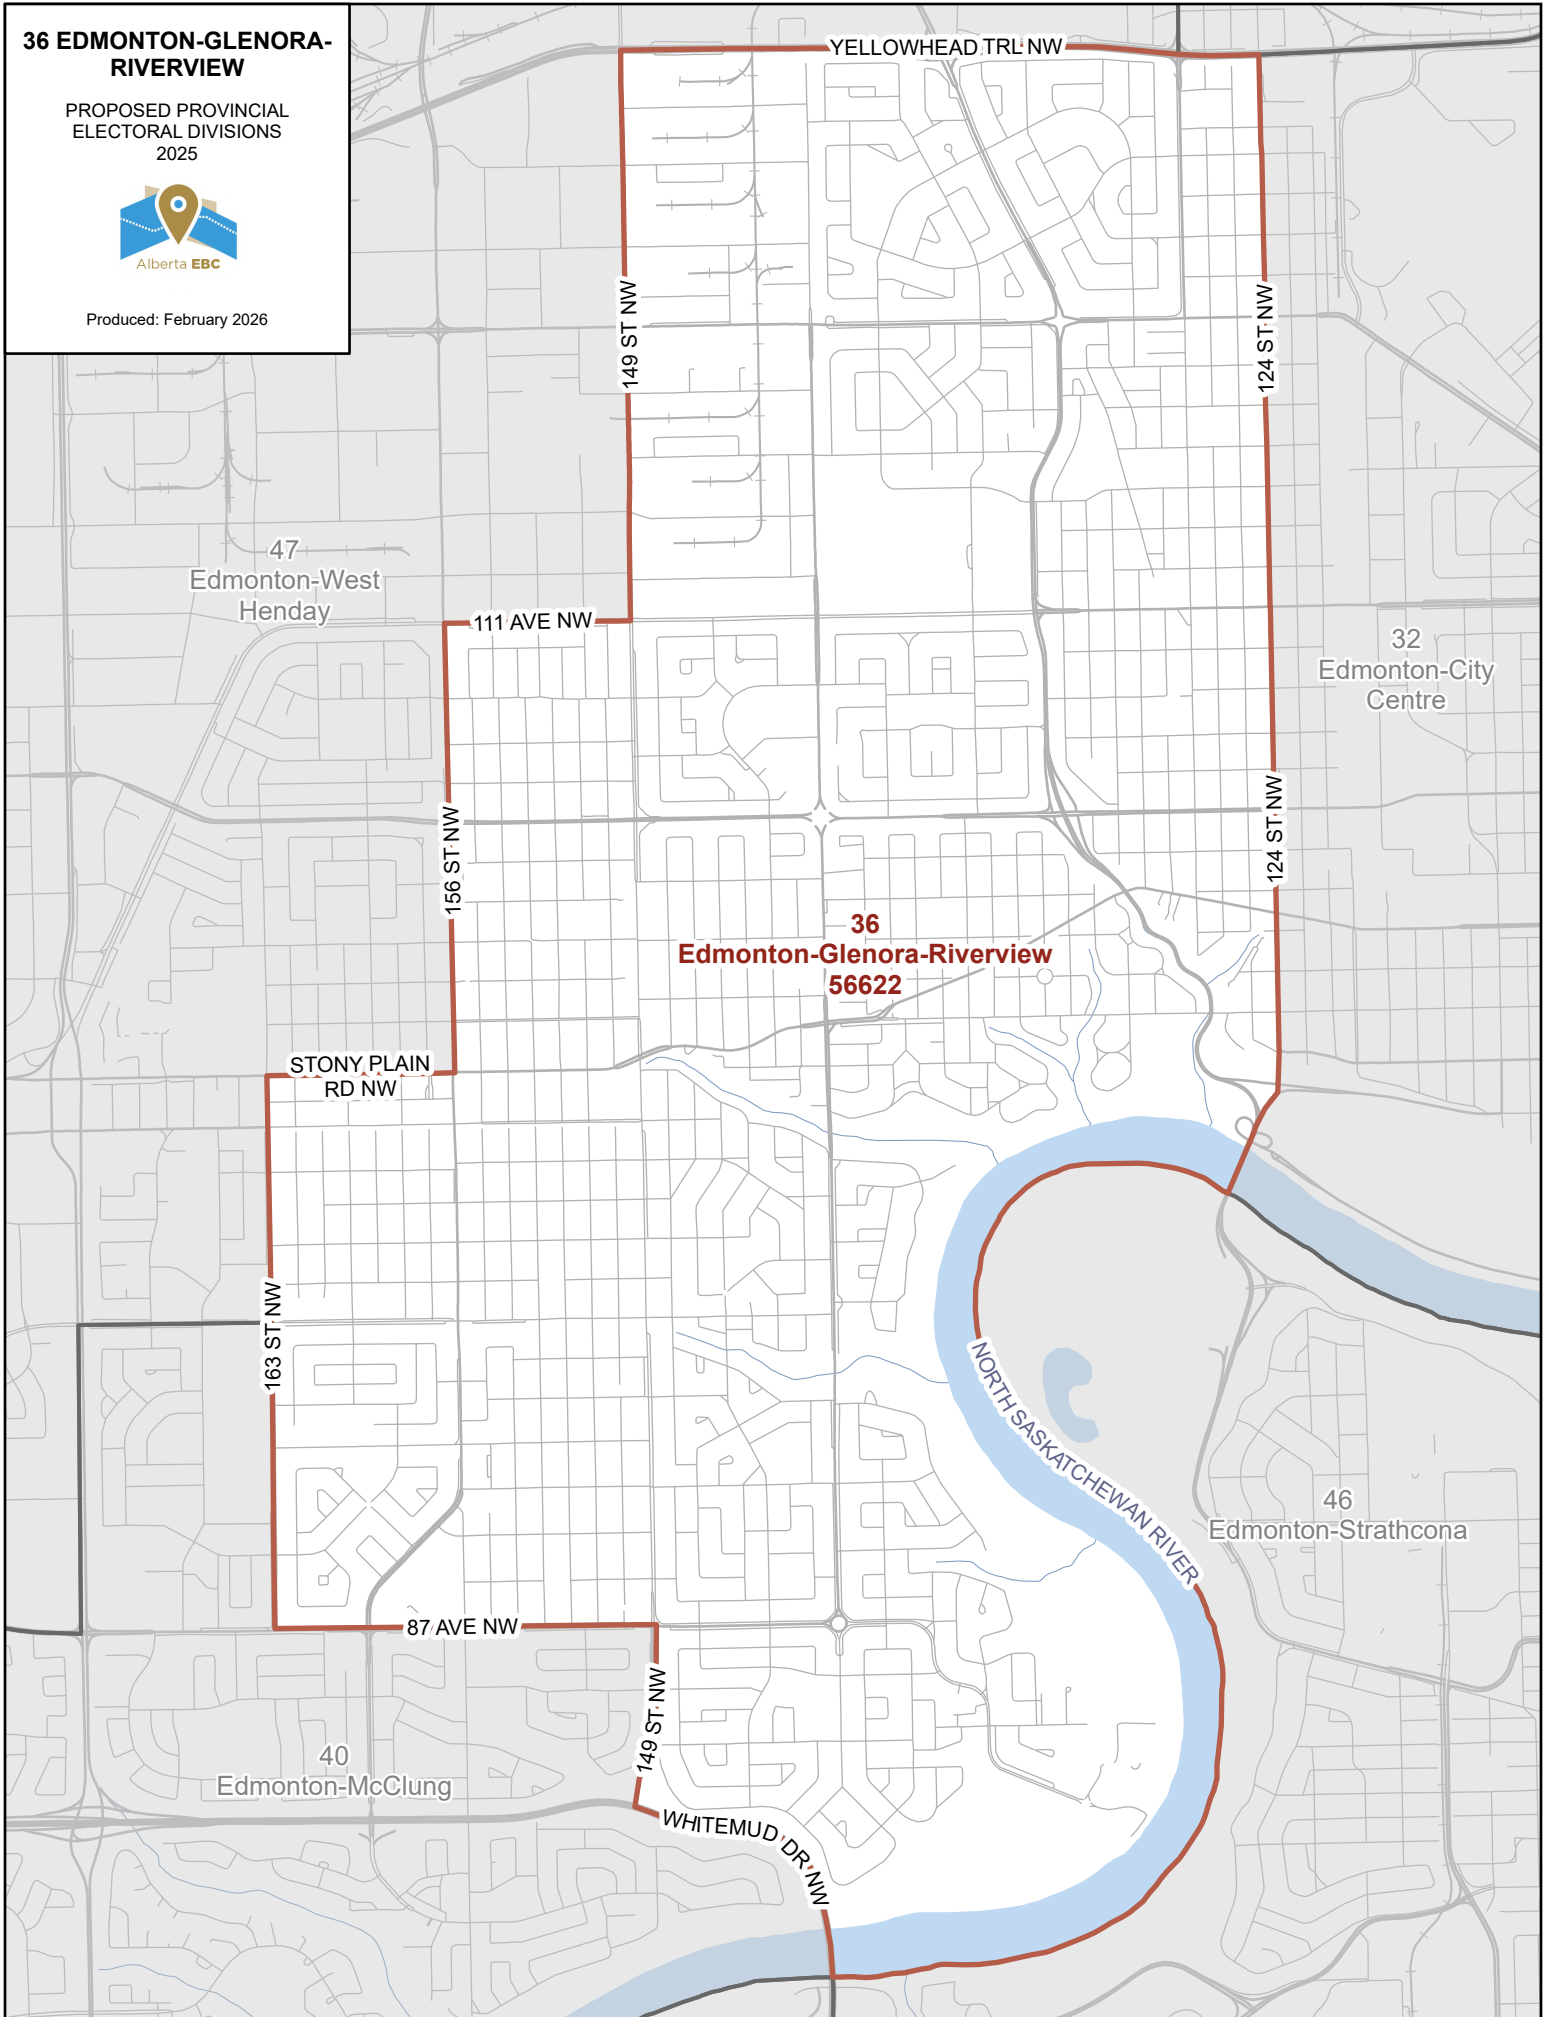 36 EDMONTON-GLENORA-
RIVERVIEW
PROPOSED PROVINCIAL
ELECTORAL DIVISIONS
2025
Alberta EBC
Produced: February 2026
YELLOWHEAD TRL NW
149 ST NW
124 ST NW
47
Edmonton-West
Henday
111 AVE NW
32
Edmonton-City
Centre
156 ST NW
124 ST NW
36
Edmonton-Glenora-Riverview
56622
STONY PLAIN
RD NW
163 ST NW
NORTH SASKATCHEWAN RIVER
46
Edmonton-Strathcona
87 AVE NW
149 ST NW
40
Edmonton-McClung
WHITEMUD DR NW